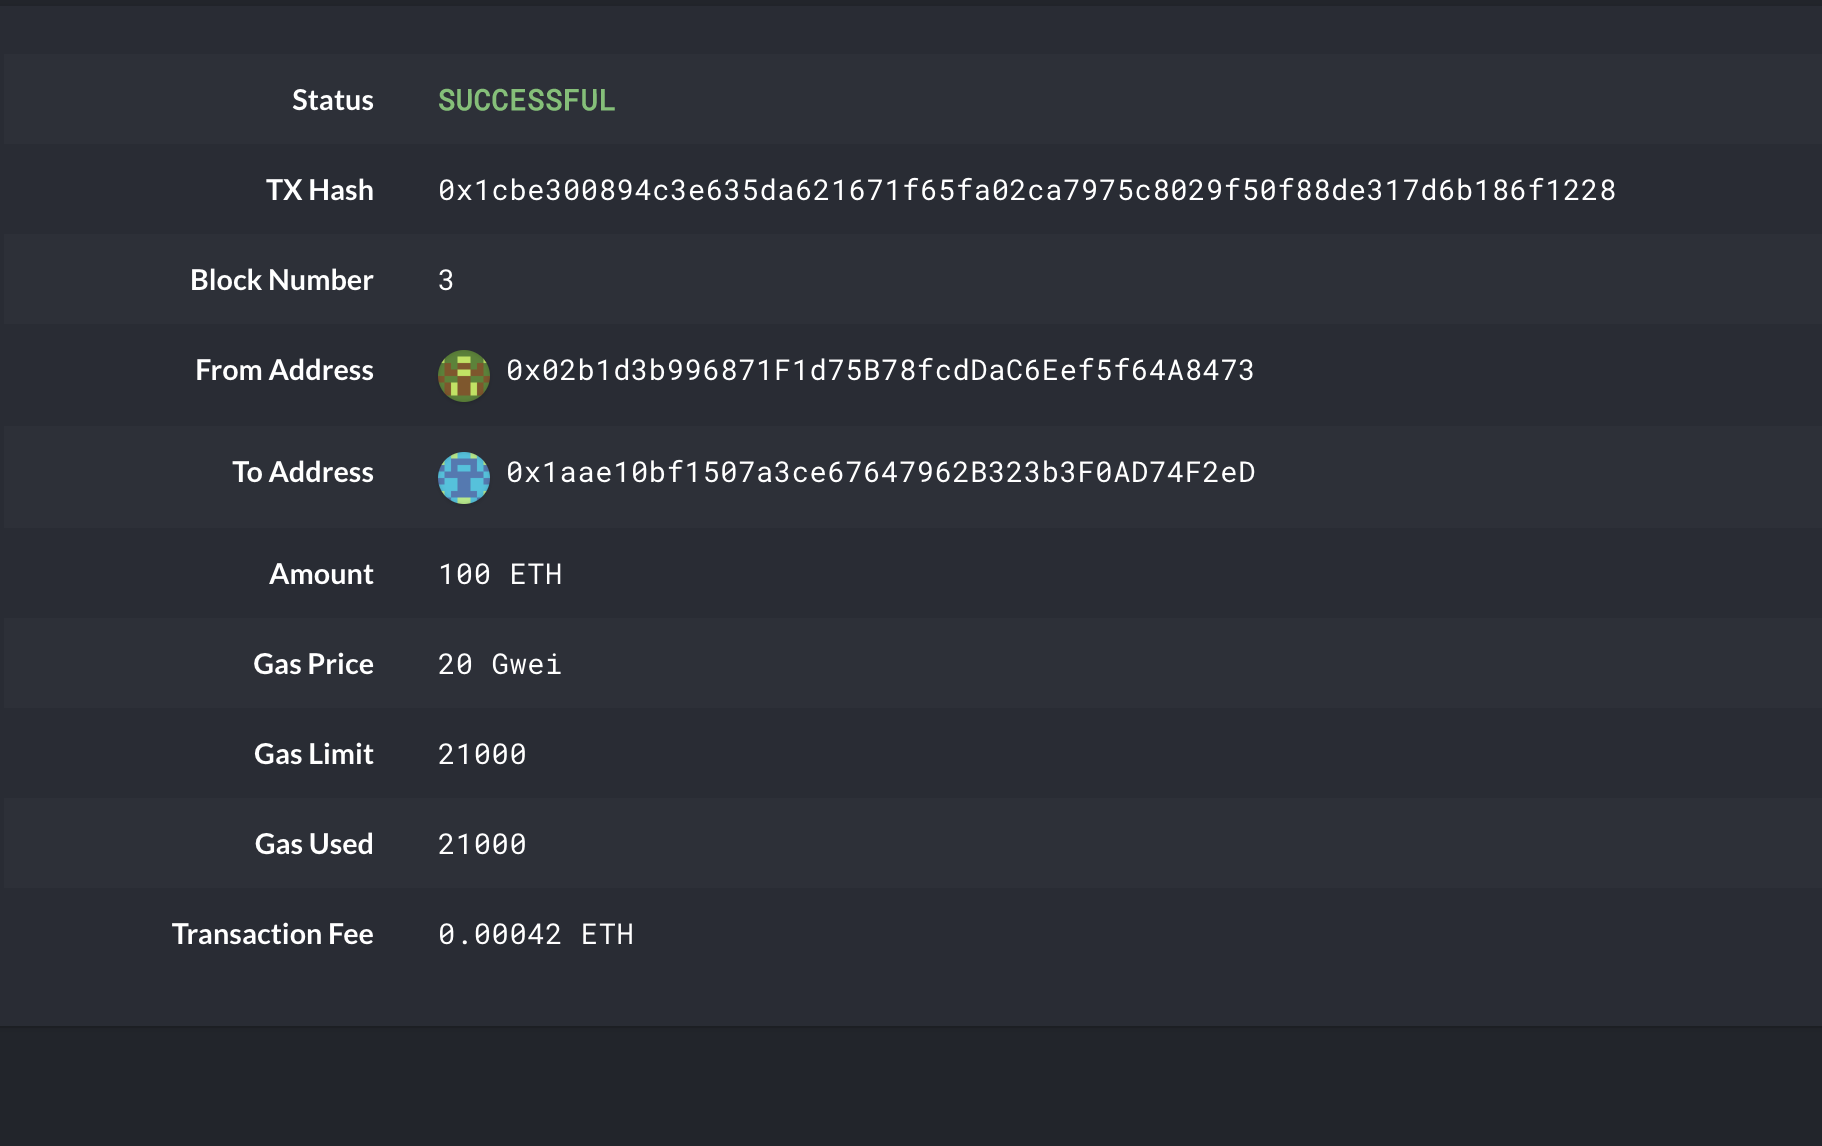 Status SUCCESSFUL
TX Hash 0x1cbe300894c3e635da621671f65fa02ca7975c8029f50f88de317d6b186f1228
Block Number 3
From Address 0x02b1d3b996871F1d75B78fcdDaC6Eef5f64A8473
To Address 0x1aae10bf1507a3ce67647962B323b3F0AD74F2eD
Amount 100 ETH
Gas Price 20 Gwei
Gas Limit 21000
Gas Used 21000
Transaction Fee 0.00042 ETH